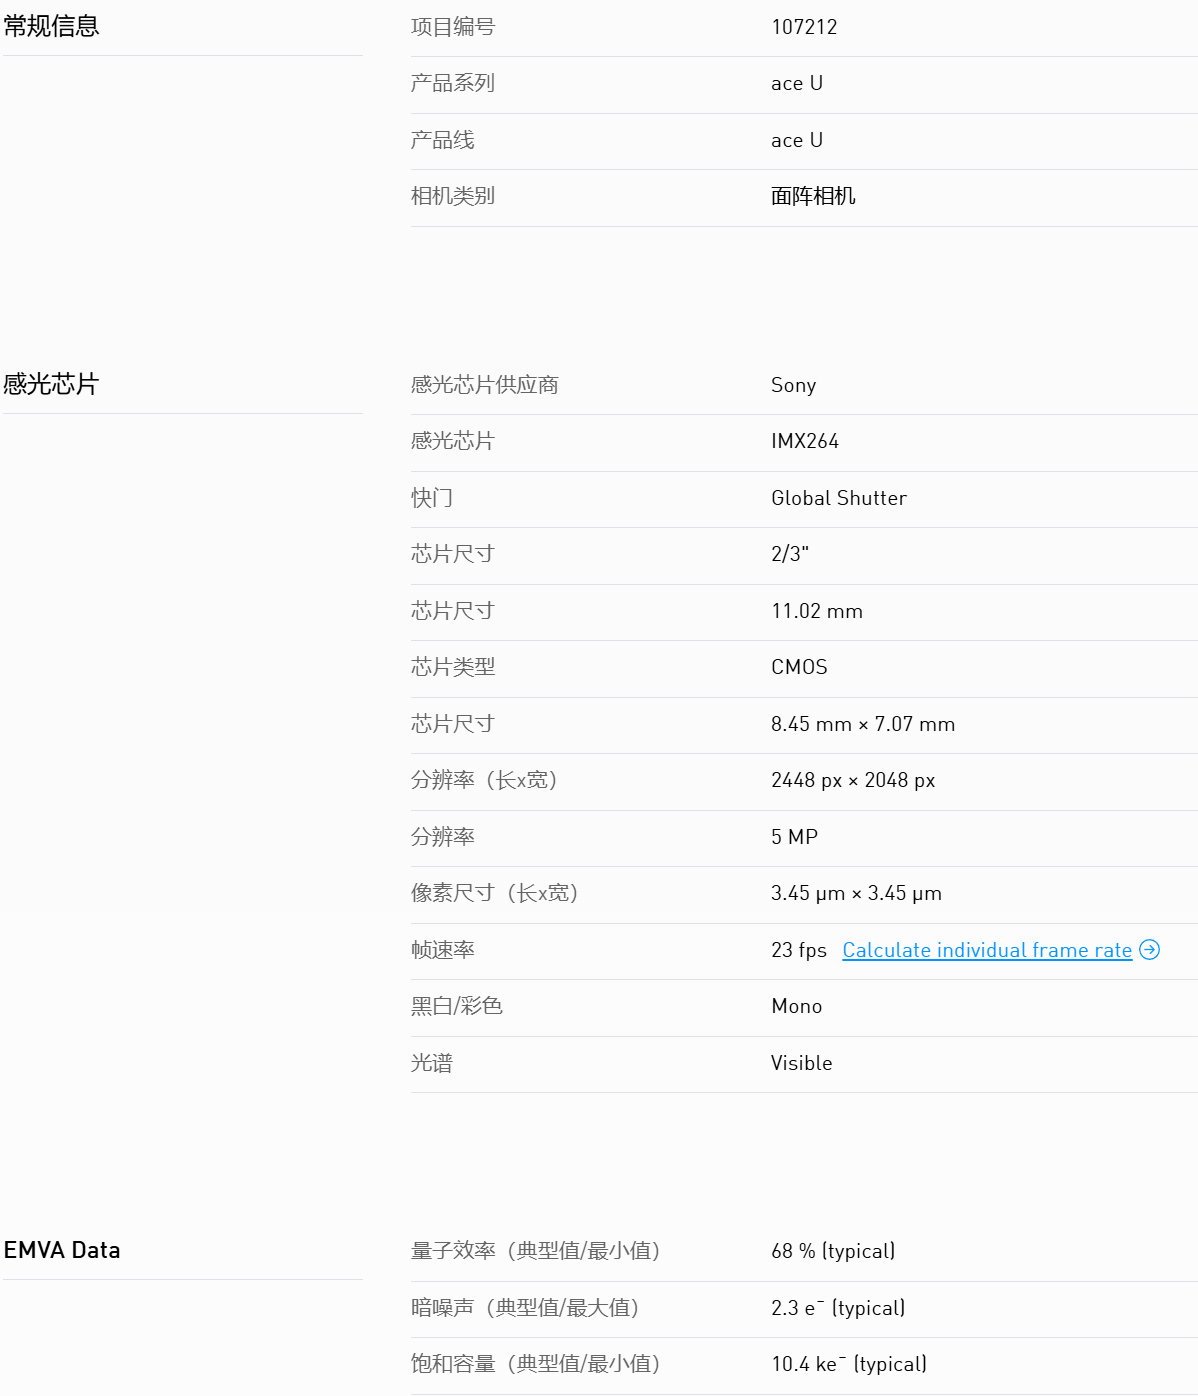 常规信息
项目编号 107212
产品系列 ace U
产品线 ace U
相机类别 面阵相机
感光芯片
感光芯片供应商 Sony
感光芯片 IMX264
快门 Global Shutter
芯片尺寸 2/3"
芯片尺寸 11.02 mm
芯片类型 CMOS
芯片尺寸 8.45 mm × 7.07 mm
分辨率（长x宽） 2448 px × 2048 px
分辨率 5 MP
像素尺寸（长x宽） 3.45 µm × 3.45 µm
帧速率 23 fps Calculate individual frame rate
黑白/彩色 Mono
光谱 Visible
EMVA Data
量子效率（典型值/最小值） 68 % (typical)
暗噪声（典型值/最大值） 2.3 e⁻ (typical)
饱和容量（典型值/最小值） 10.4 ke⁻ (typical)